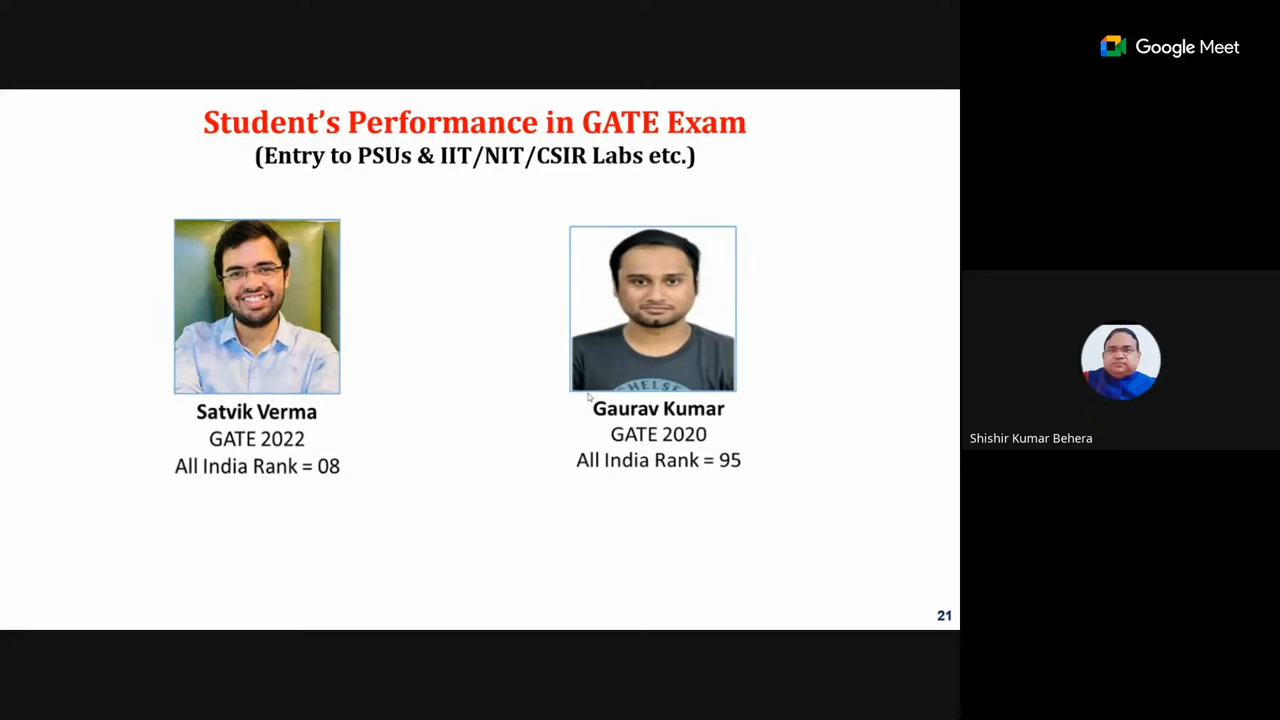 Google Meet
Student's Performance in GATE Exam
(Entry to PSUs & IIT/NIT/CSIR Labs etc.)
CHELSE
Satvik Verma
GATE 2022
All India Rank = 08
Gaurav Kumar
GATE 2020
All India Rank = 95
Shishir Kumar Behera
21